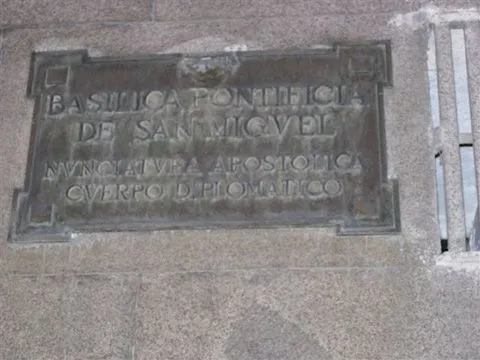 BASILICA PONTIFICIA
DE SAN MIGVEL
NVNCIATVRA APOSTOLICA
CVERPO DIPLOMATICO